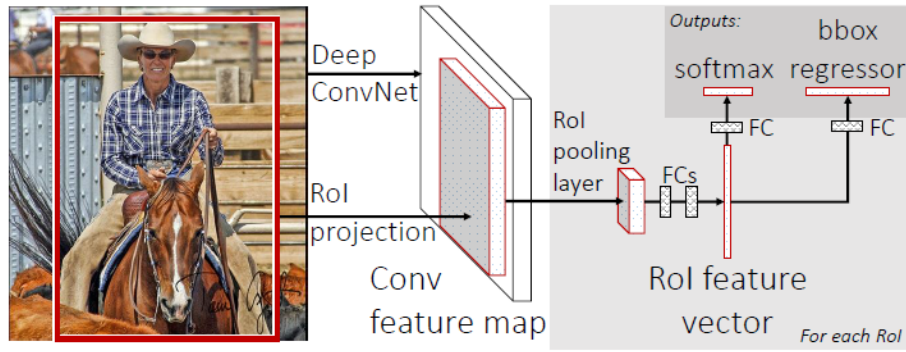 Deep
ConvNet
RoI
projection
Conv
feature map
RoI
pooling
layer
FCs
RoI feature
vector
For each RoI
Outputs:
softmax
bbox
regressor
FC
FC